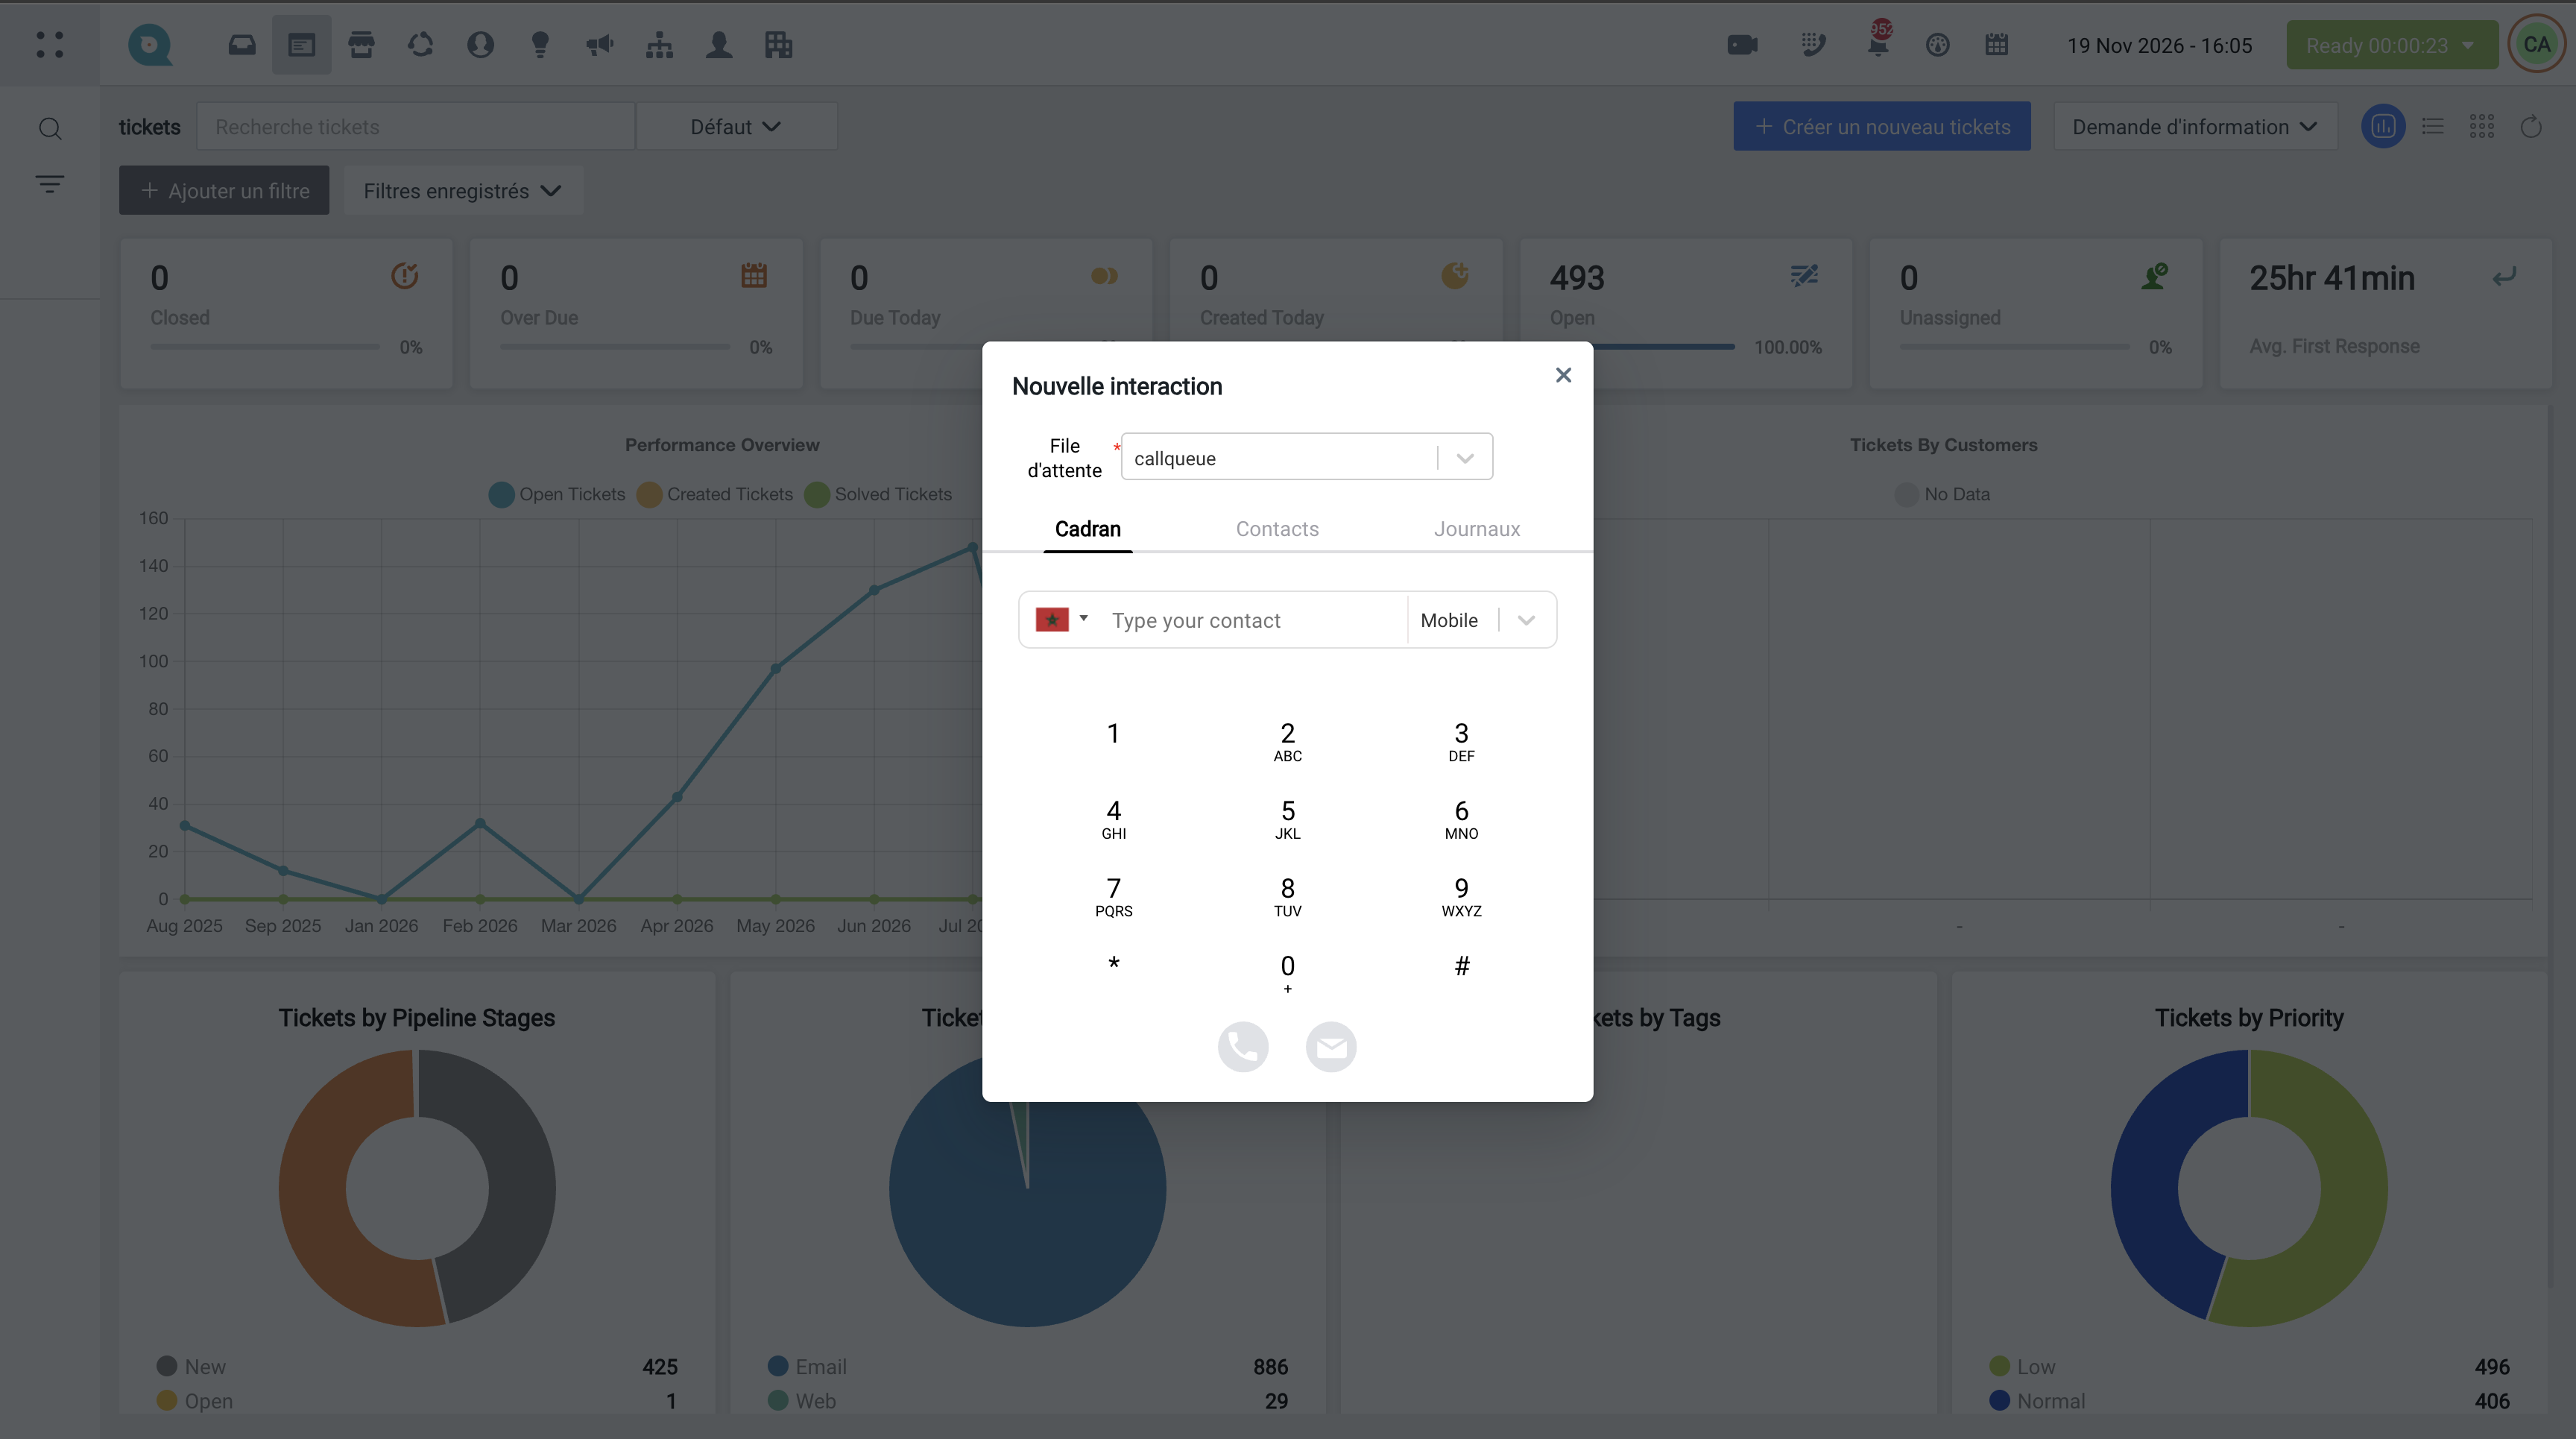 952
19 Nov 2026 - 16:05
Ready 00:00:23
CA
tickets
Recherche tickets
Défaut
+ Créer un nouveau tickets
Demande d'information
+ Ajouter un filtre
Filtres enregistrés
0
Closed
0%
0
Over Due
0%
0
Due Today
0
Created Today
493
Open
100.00%
0
Unassigned
0%
25hr 41min
Avg. First Response
Performance Overview
Open Tickets
Created Tickets
Solved Tickets
160
140
120
100
80
60
40
20
0
Aug 2025
Sep 2025
Jan 2026
Feb 2026
Mar 2026
Apr 2026
May 2026
Jun 2026
Jul 20
Nouvelle interaction
File
d'attente
*
callqueue
Cadran
Contacts
Journaux
Type your contact
Mobile
1
2
ABC
3
DEF
4
GHI
5
JKL
6
MNO
7
PQRS
8
TUV
9
WXYZ
*
0
+
#
Tickets By Customers
No Data
-
-
Tickets by Pipeline Stages
New 425
Open 1
Ticke
Email 886
Web 29
kets by Tags
Tickets by Priority
Low 496
Normal 406